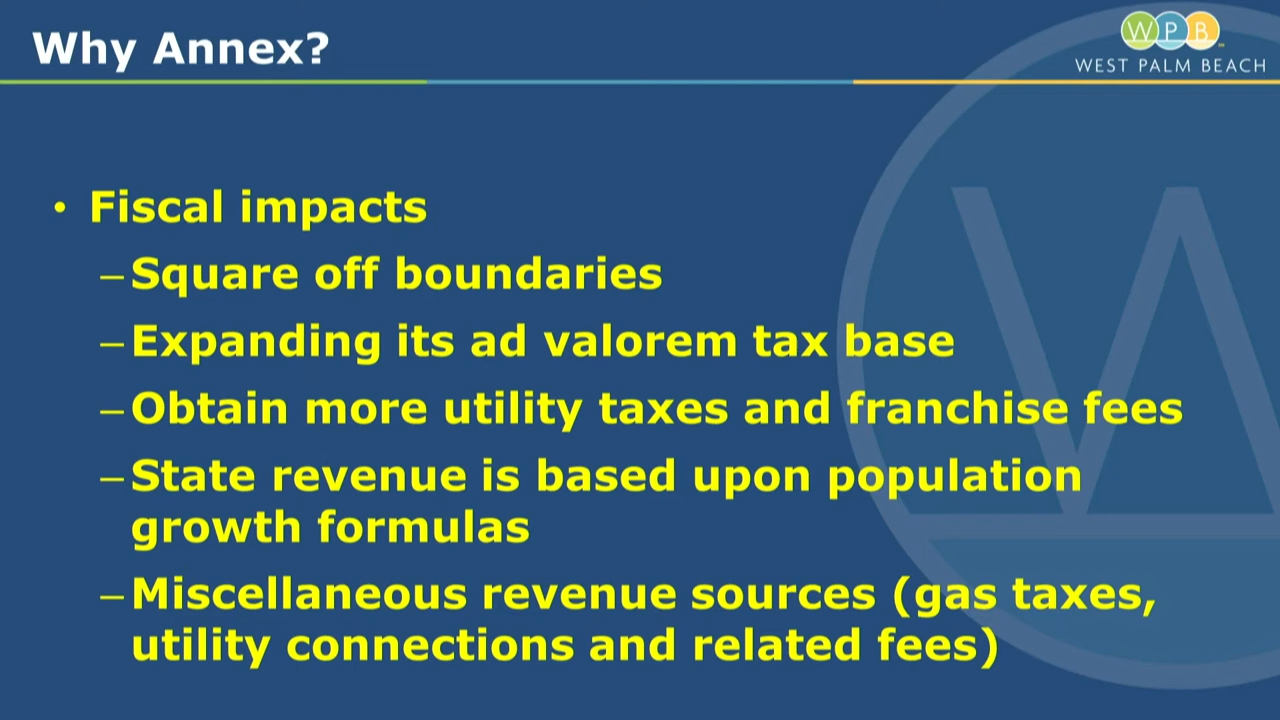 Why Annex?
WPB
WEST PALM BEACH
• Fiscal impacts
–Square off boundaries
–Expanding its ad valorem tax base
–Obtain more utility taxes and franchise fees
–State revenue is based upon population
growth formulas
–Miscellaneous revenue sources (gas taxes,
utility connections and related fees)